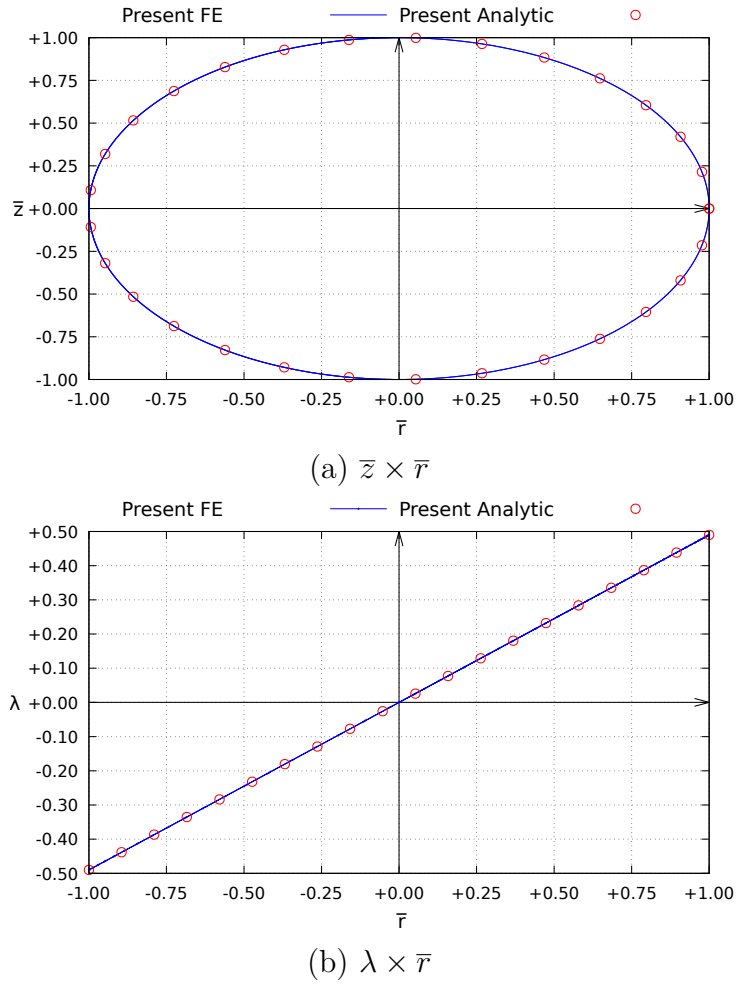 Present FE Present Analytic
+1.00
+0.75
+0.50
+0.25
z̅ +0.00
-0.25
-0.50
-0.75
-1.00
-1.00 -0.75 -0.50 -0.25 +0.00 +0.25 +0.50 +0.75 +1.00
r̅
(a) z̅ × r̅
Present FE Present Analytic
+0.50
+0.40
+0.30
+0.20
+0.10
λ +0.00
-0.10
-0.20
-0.30
-0.40
-0.50
-1.00 -0.75 -0.50 -0.25 +0.00 +0.25 +0.50 +0.75 +1.00
r̅
(b) λ × r̅